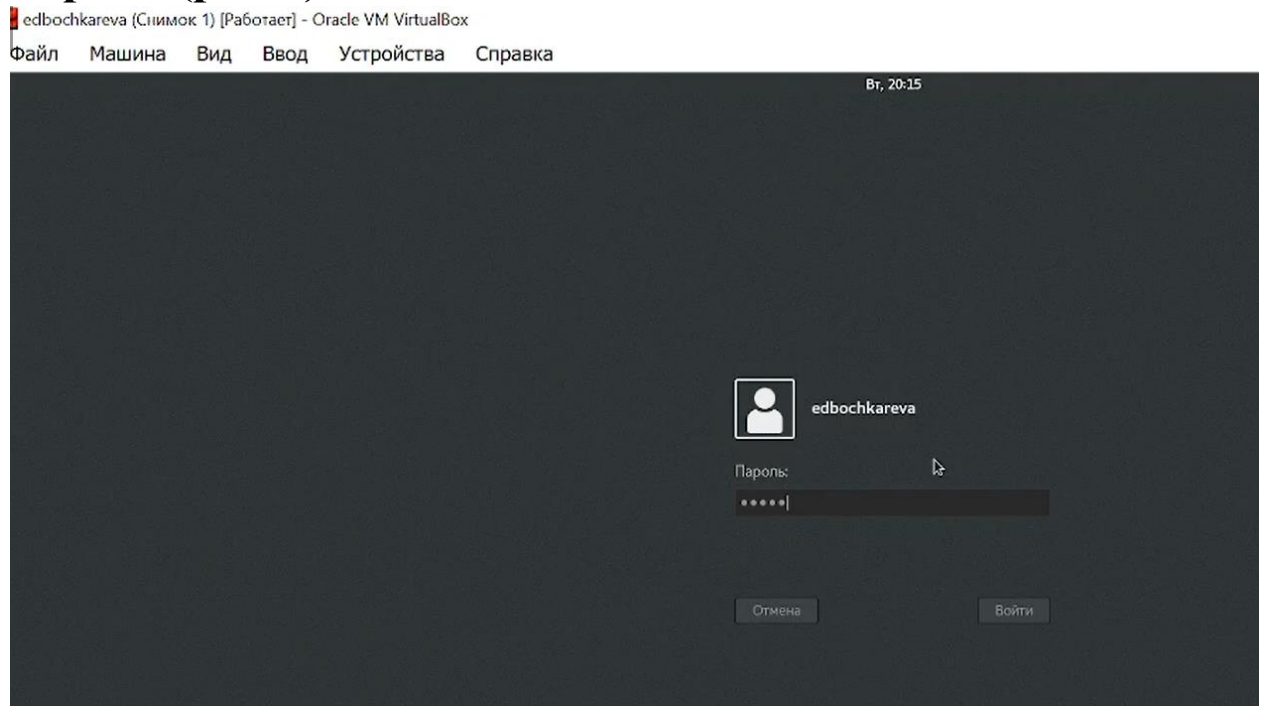 edbochkareva (Снимок 1) [Работает] - Oracle VM VirtualBox
Файл Машина Вид Ввод Устройства Справка
Вт, 20:15
edbochkareva
Пароль:
•••••
Отмена Войти